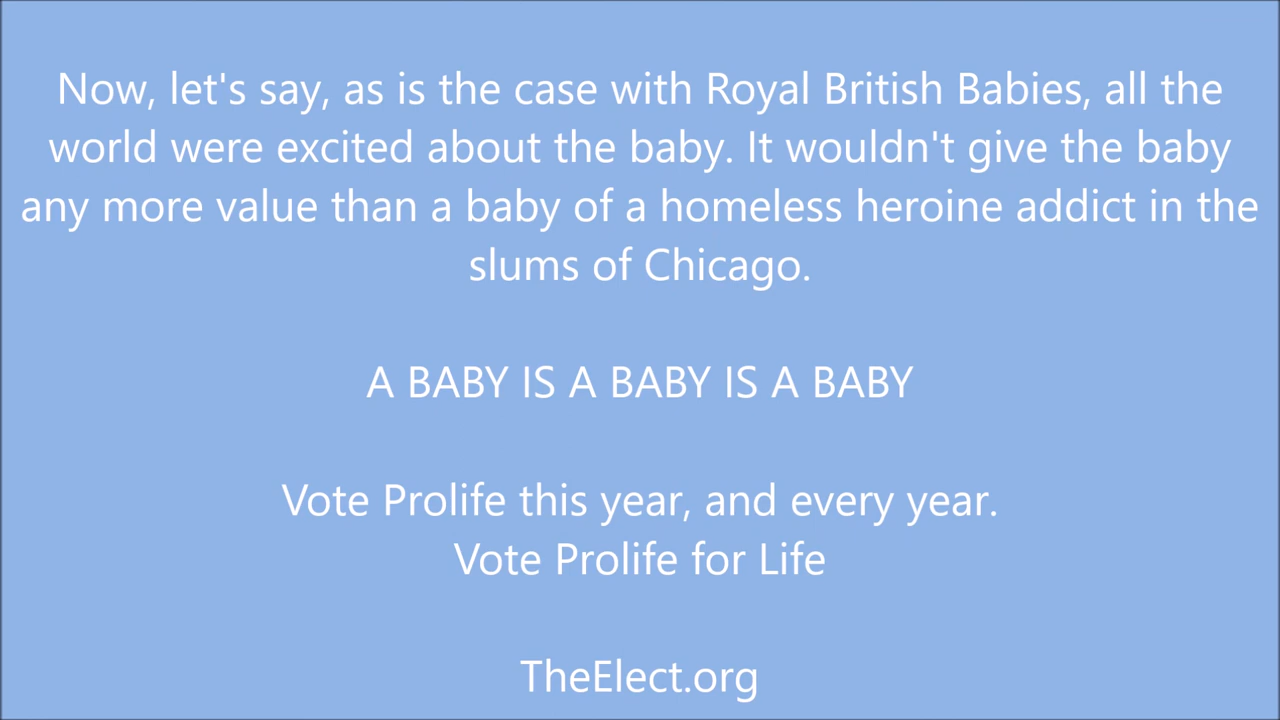 Now, let's say, as is the case with Royal British Babies, all the
world were excited about the baby. It wouldn't give the baby
any more value than a baby of a homeless heroine addict in the
slums of Chicago.
A BABY IS A BABY IS A BABY
Vote Prolife this year, and every year.
Vote Prolife for Life
TheElect.org